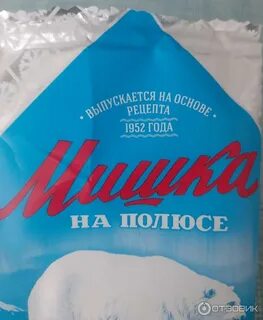 · ВЫПУСКАЕТСЯ НА ОСНОВЕ ·
РЕЦЕПТА
1952 ГОДА
Мишка
НА ПОЛЮСЕ
ОТЗОВИК